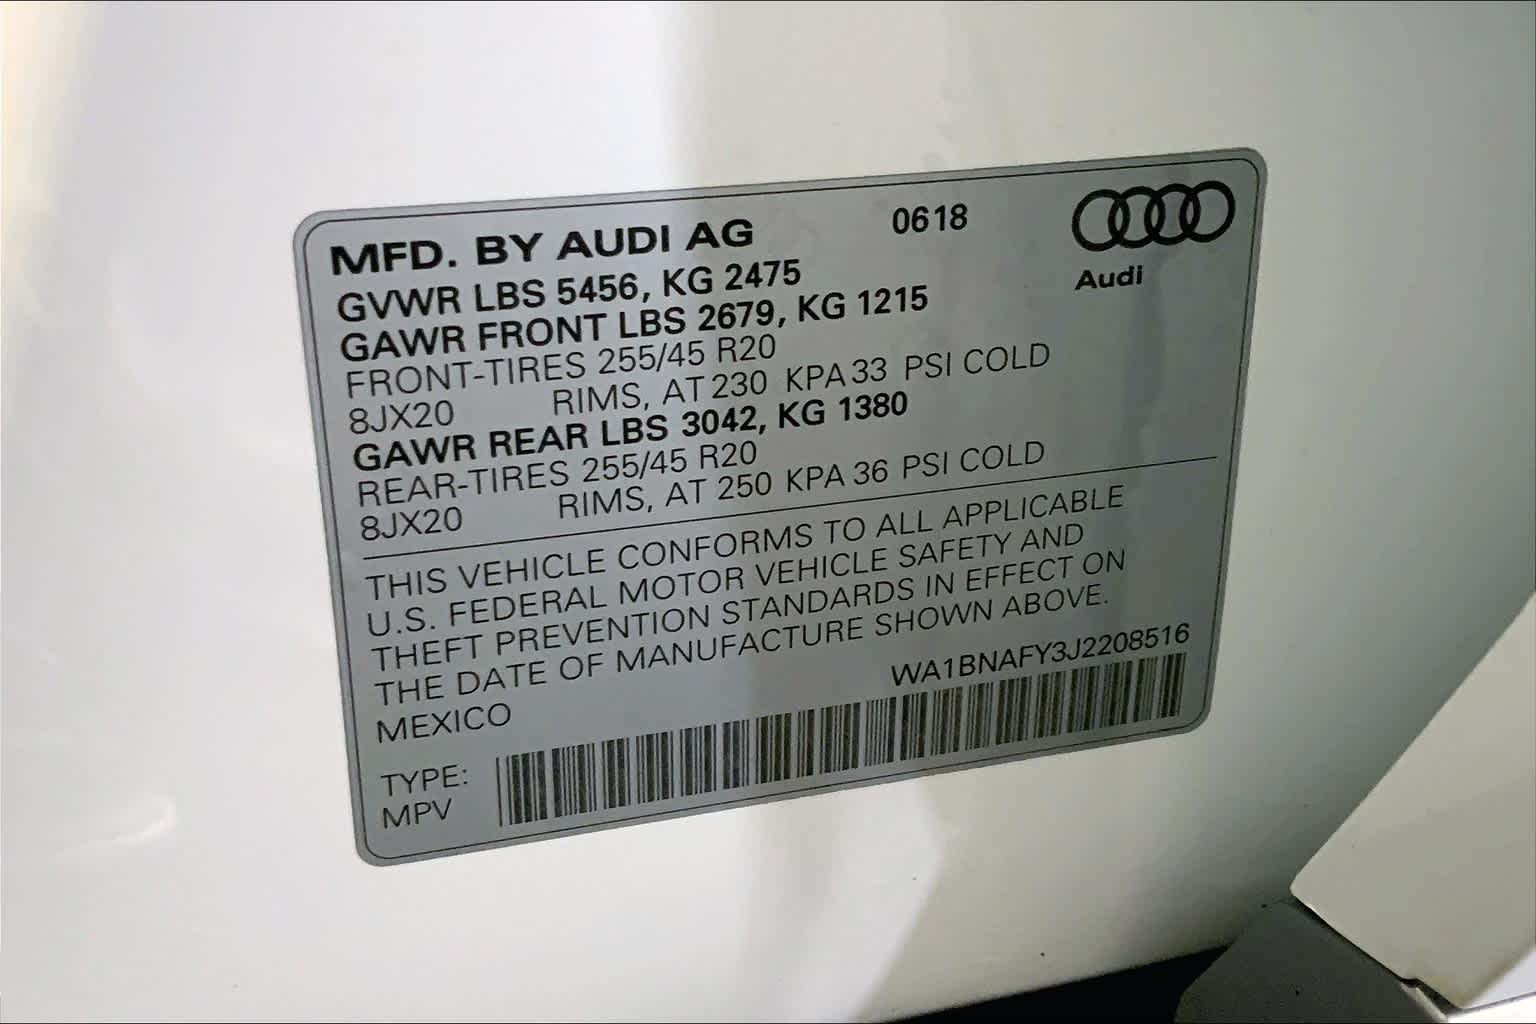 MFD. BY AUDI AG 0618
Audi
GVWR LBS 5456, KG 2475
GAWR FRONT LBS 2679, KG 1215
FRONT-TIRES 255/45 R20
8JX20 RIMS, AT 230 KPA 33 PSI COLD
GAWR REAR LBS 3042, KG 1380
REAR-TIRES 255/45 R20
8JX20 RIMS, AT 250 KPA 36 PSI COLD
THIS VEHICLE CONFORMS TO ALL APPLICABLE
U.S. FEDERAL MOTOR VEHICLE SAFETY AND
THEFT PREVENTION STANDARDS IN EFFECT ON
THE DATE OF MANUFACTURE SHOWN ABOVE.
MEXICO WA1BNAFY3J2208516
TYPE:
MPV